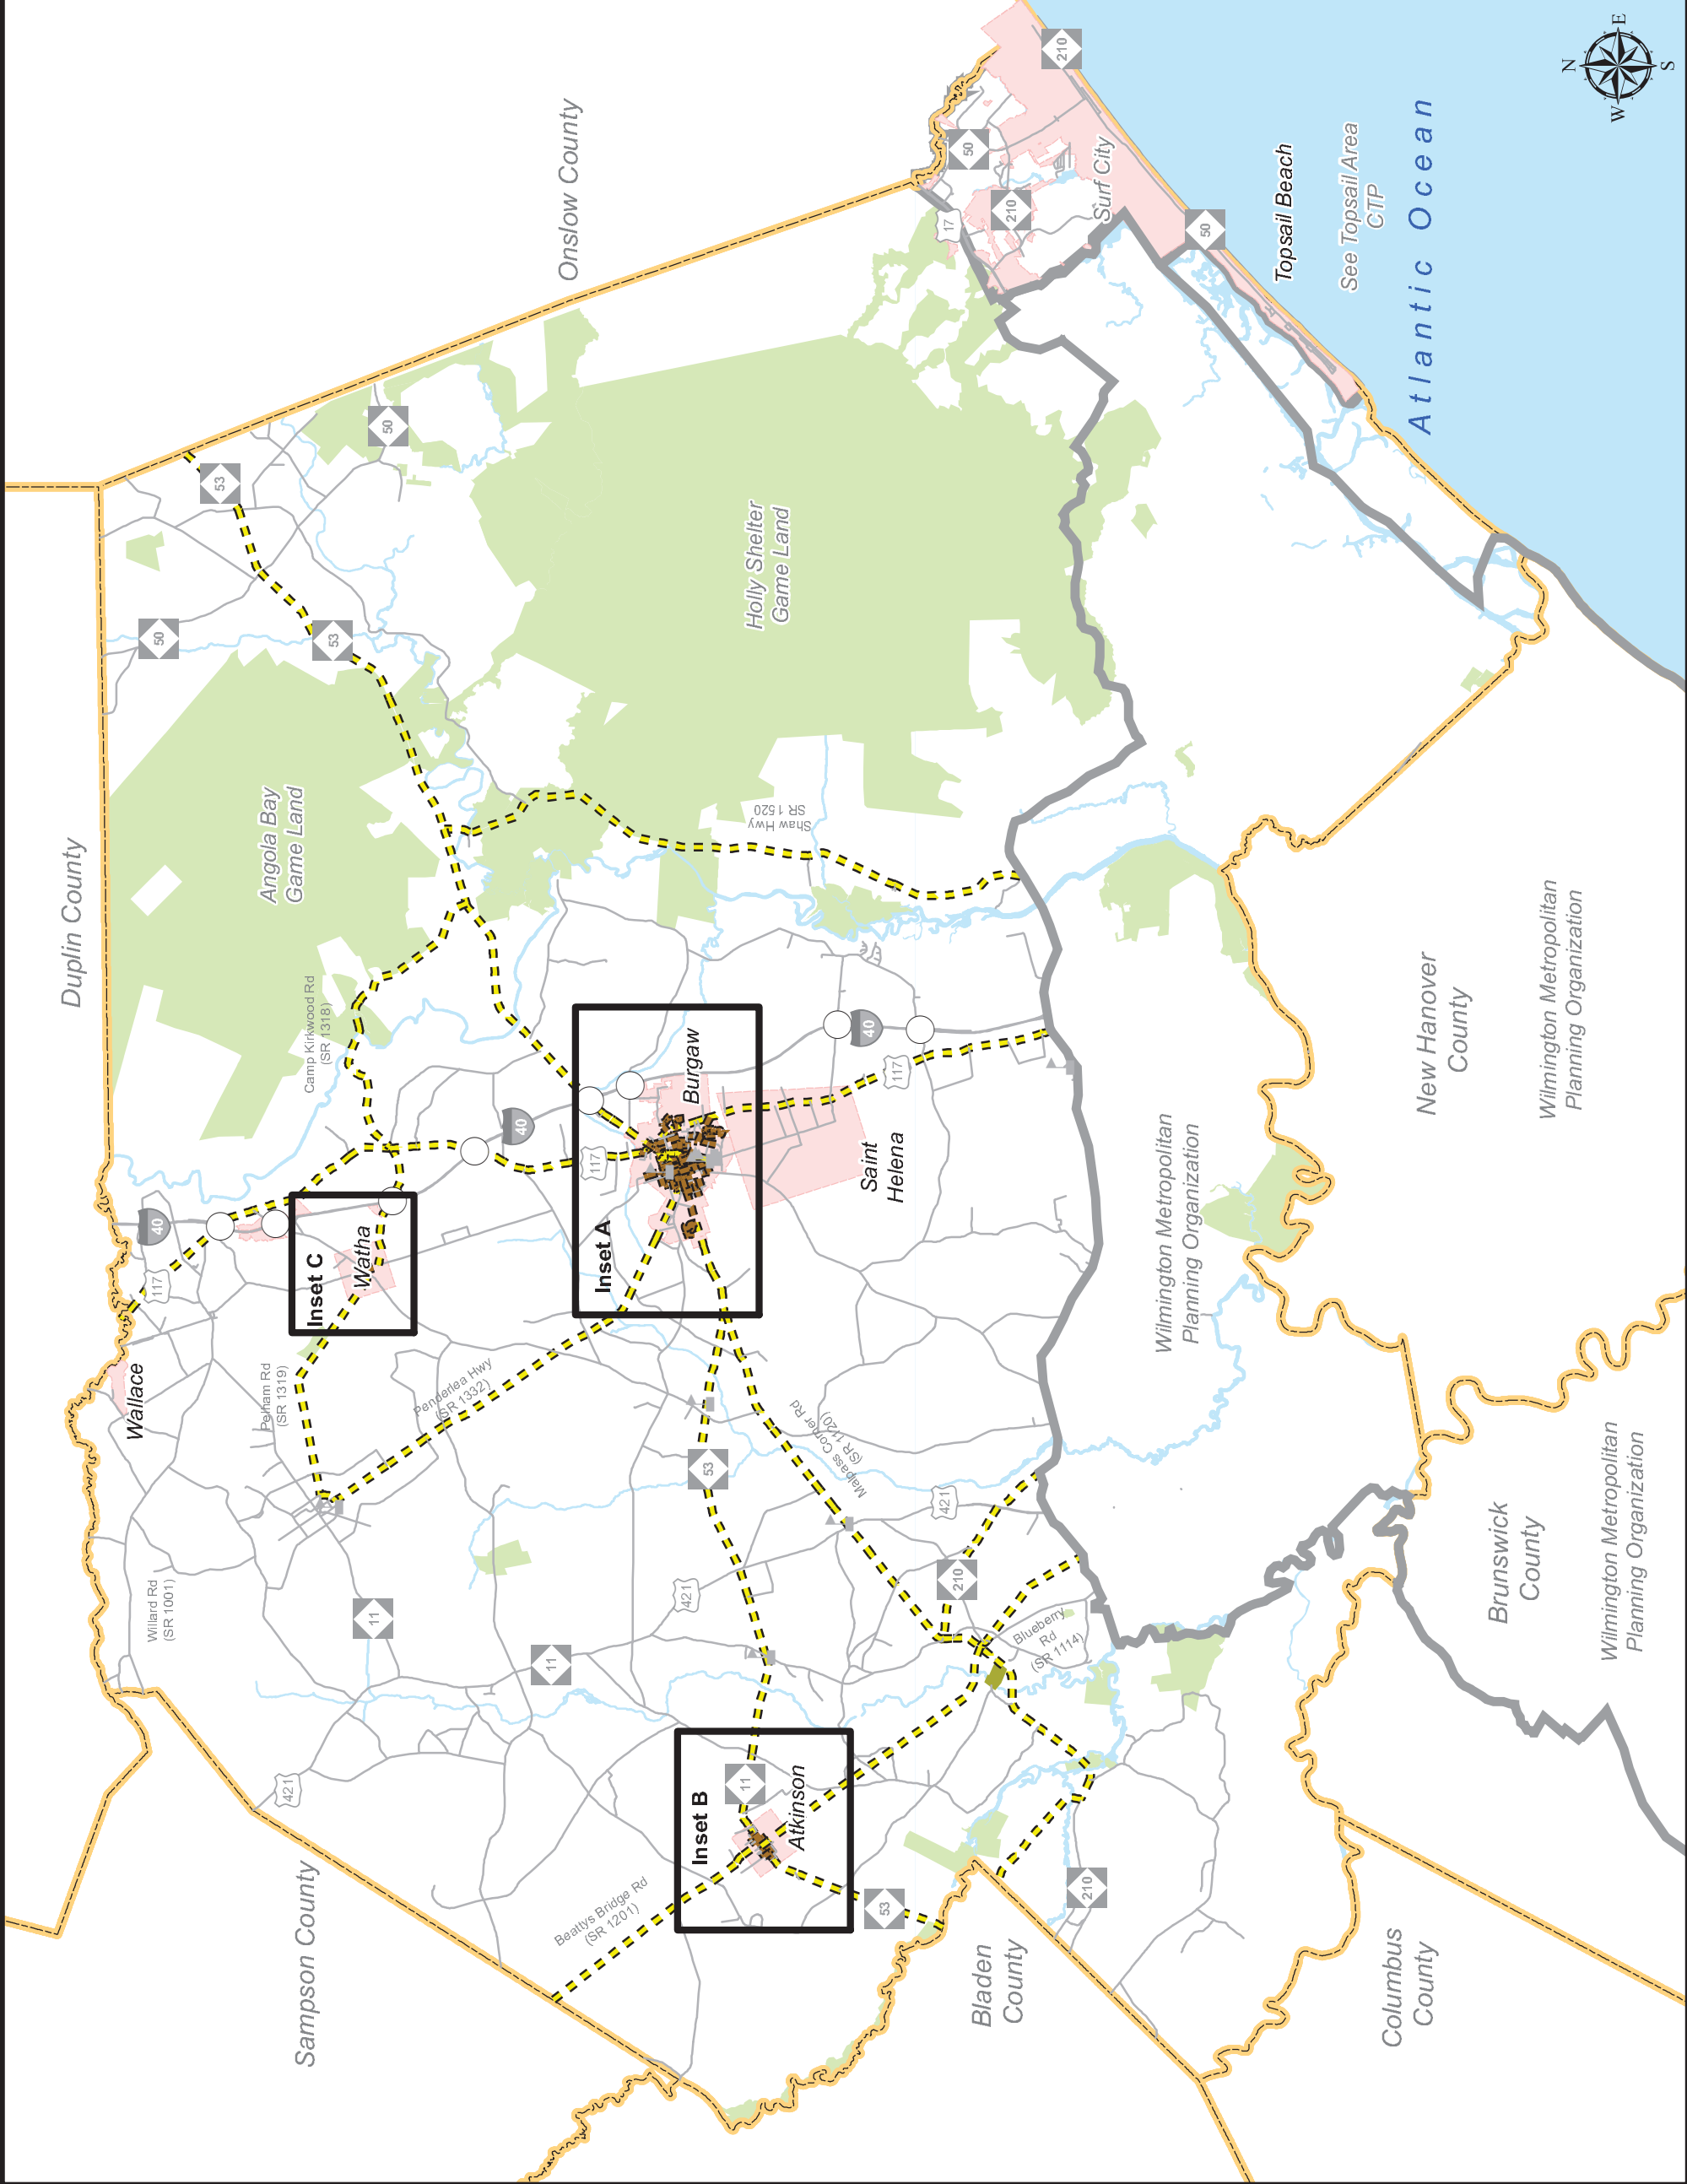 Duplin County
Sampson County
Onslow County
Wallace
Willard Rd
(SR 1001)
117
40
50
53
53
50
421
11
11
Pelham Rd
(SR 1319)
Inset C
Watha
Camp Kirkwood Rd
(SR 1318)
Angola Bay
Game Land
Penderlea Hwy
(SR 1332)
40
117
Beattys Bridge Rd
(SR 1201)
Inset B
11
Atkinson
53
421
53
Inset A
Burgaw
Holly Shelter
Game Land
Shaw Hwy
SR 1520
Malpass Corner Rd
(SR 1120)
Saint
Helena
117
40
421
210
Blueberry
Rd
(SR 1114)
210
17
50
210
210
Surf City
50
Topsail Beach
See Topsail Area
CTP
Atlantic Ocean
Bladen
County
Columbus
County
Wilmington Metropolitan
Planning Organization
New Hanover
County
Wilmington Metropolitan
Planning Organization
Brunswick
County
Wilmington Metropolitan
Planning Organization
N
W
E
S